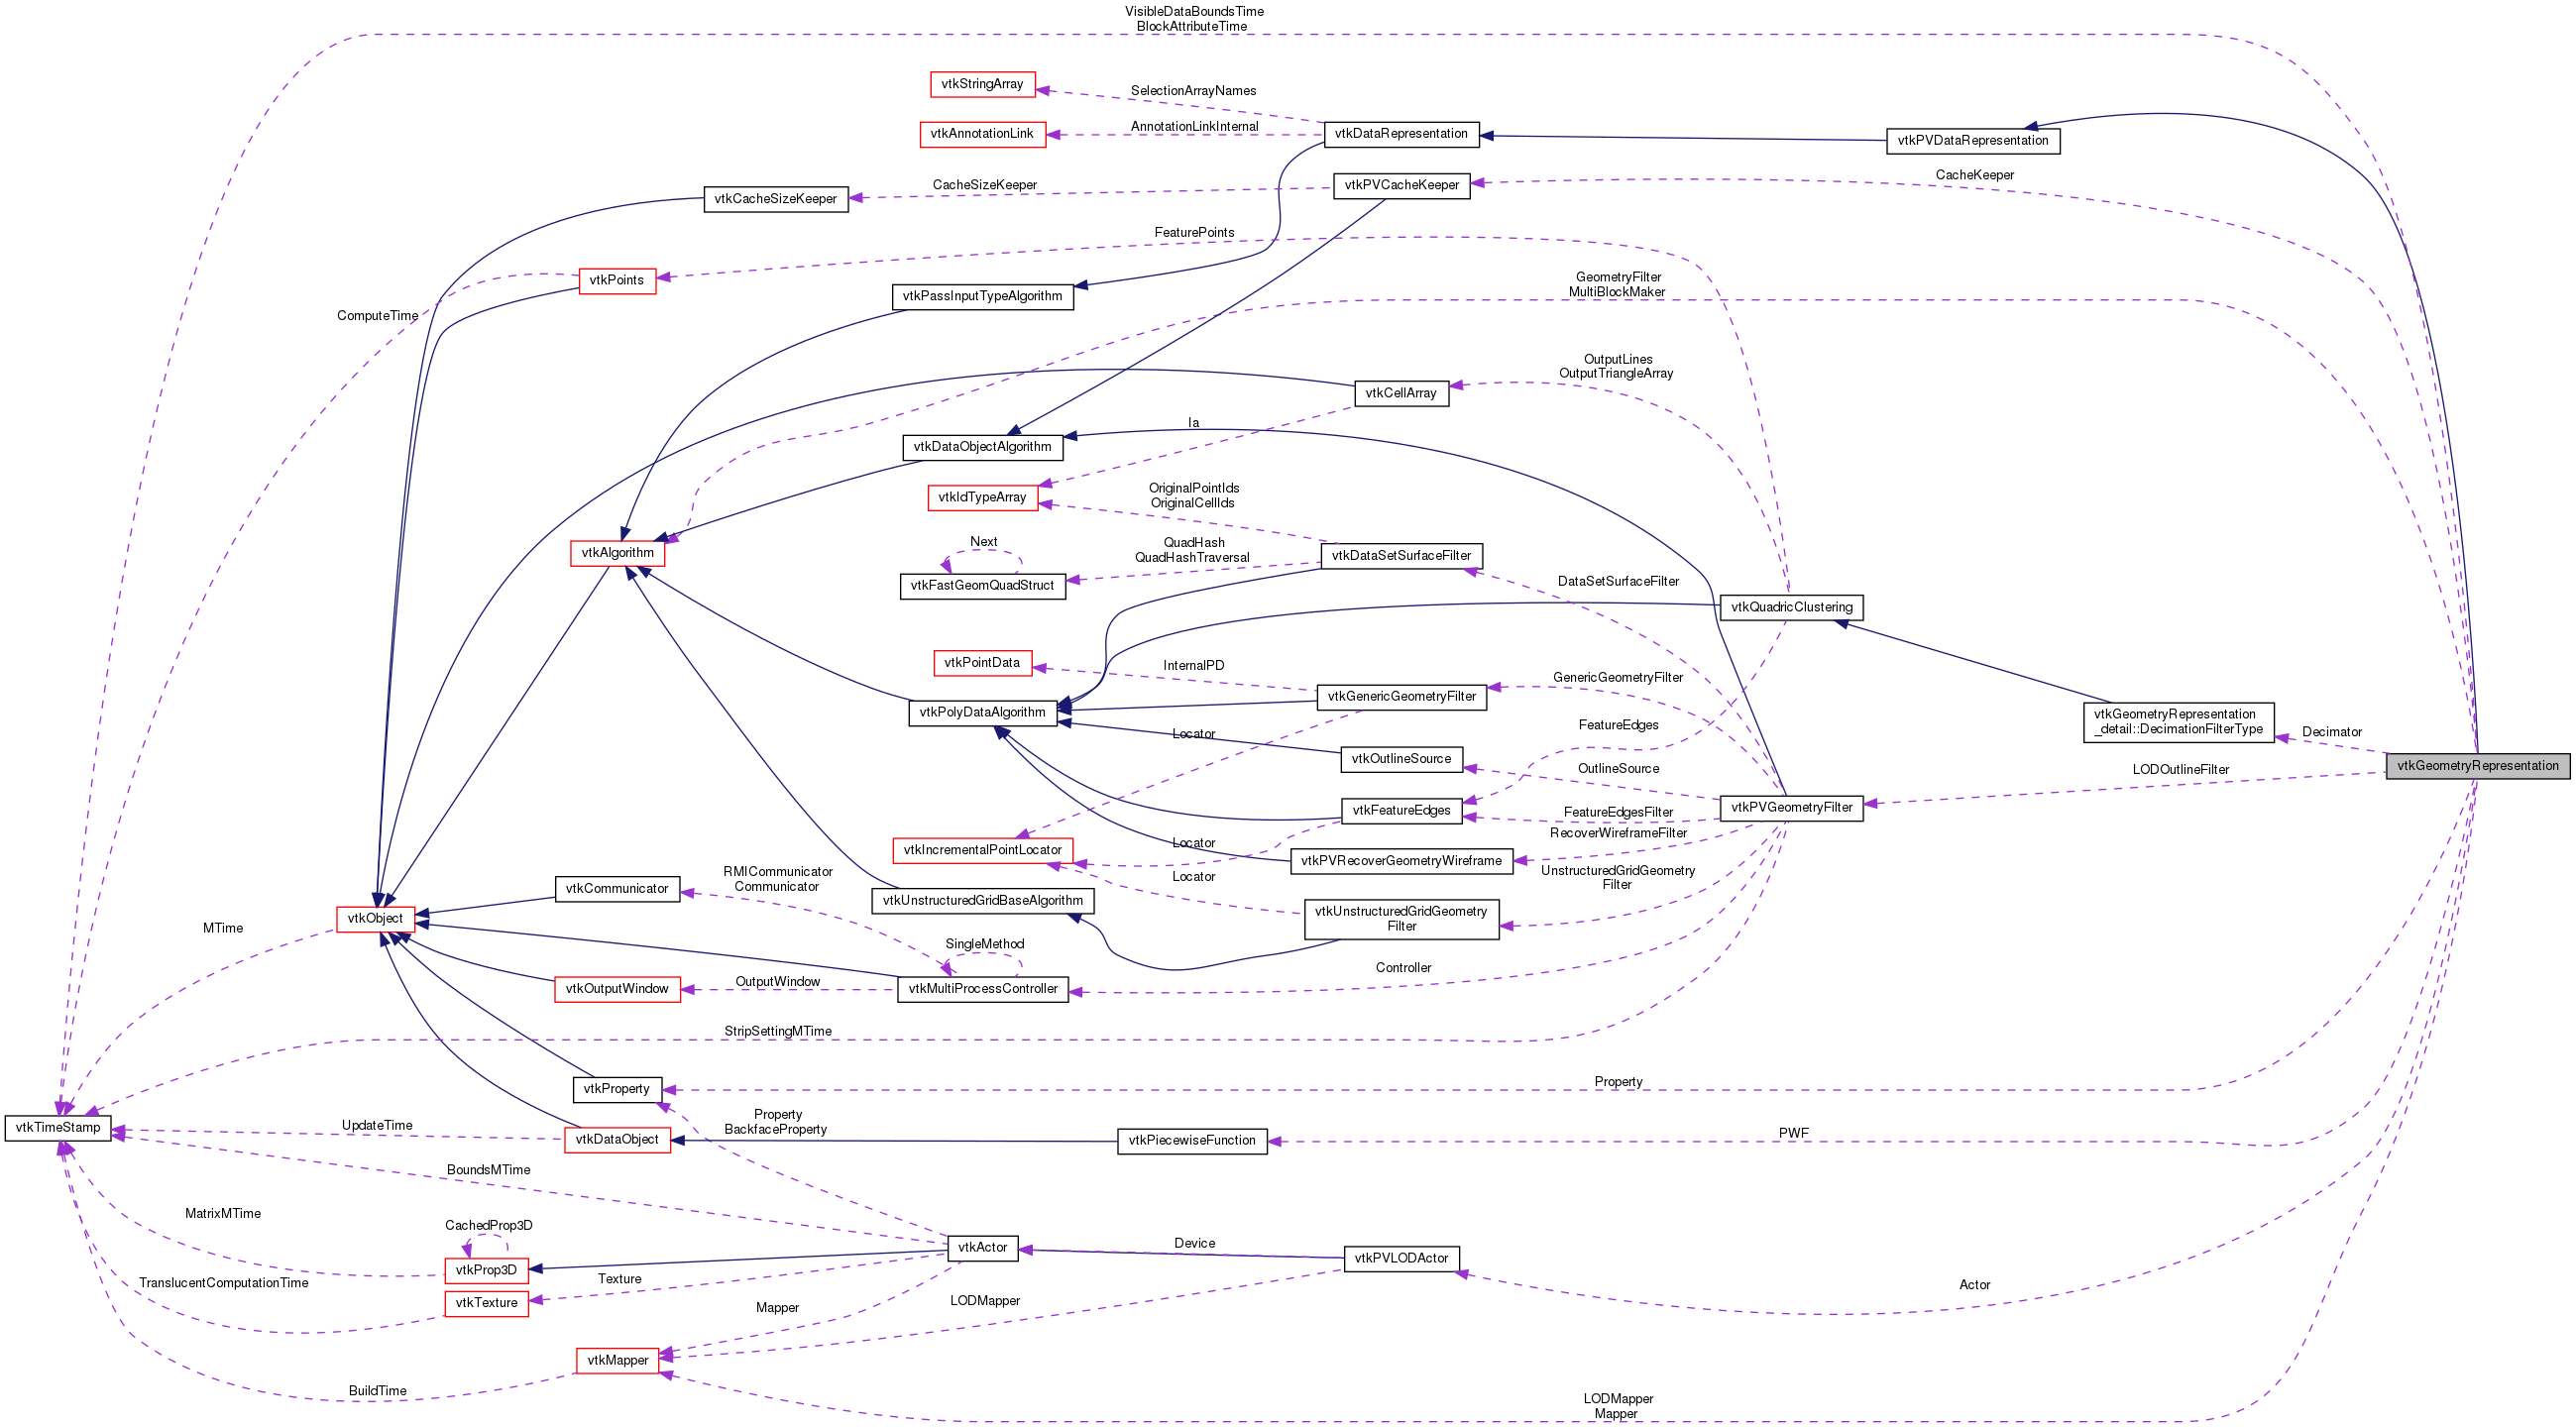 VisibleDataBoundsTime
BlockAttributeTime
vtkStringArray
SelectionArrayNames
vtkAnnotationLink
AnnotationLinkInternal
vtkDataRepresentation
vtkPVDataRepresentation
vtkCacheSizeKeeper
CacheSizeKeeper
vtkPVCacheKeeper
CacheKeeper
FeaturePoints
vtkPoints
ComputeTime
vtkPassInputTypeAlgorithm
GeometryFilter
MultiBlockMaker
OutputLines
OutputTriangleArray
vtkCellArray
Ia
vtkDataObjectAlgorithm
vtkIdTypeArray
OriginalPointIds
OriginalCellIds
vtkAlgorithm
Next
QuadHash
QuadHashTraversal
vtkDataSetSurfaceFilter
vtkFastGeomQuadStruct
DataSetSurfaceFilter
vtkQuadricClustering
vtkPointData
InternalPD
vtkGenericGeometryFilter
GenericGeometryFilter
vtkPolyDataAlgorithm
vtkGeometryRepresentation
_detail::DecimationFilterType
Decimator
FeatureEdges
Locator
vtkOutlineSource
OutlineSource
LODOutlineFilter
vtkGeometryRepresentation
vtkFeatureEdges
FeatureEdgesFilter
vtkPVGeometryFilter
vtkIncrementalPointLocator
Locator
vtkPVRecoverGeometryWireframe
RecoverWireframeFilter
RMICommunicator
Communicator
vtkCommunicator
vtkUnstructuredGridBaseAlgorithm
Locator
UnstructuredGridGeometry
Filter
vtkUnstructuredGridGeometry
Filter
vtkObject
MTime
SingleMethod
Controller
vtkOutputWindow
OutputWindow
vtkMultiProcessController
StripSettingMTime
vtkProperty
Property
vtkTimeStamp
UpdateTime
vtkDataObject
Property
BackfaceProperty
vtkPiecewiseFunction
PWF
BoundsMTime
MatrixMTime
CachedProp3D
vtkProp3D
vtkActor
Device
vtkPVLODActor
Actor
TranslucentComputationTime
vtkTexture
Texture
Mapper
LODMapper
vtkMapper
BuildTime
LODMapper
Mapper